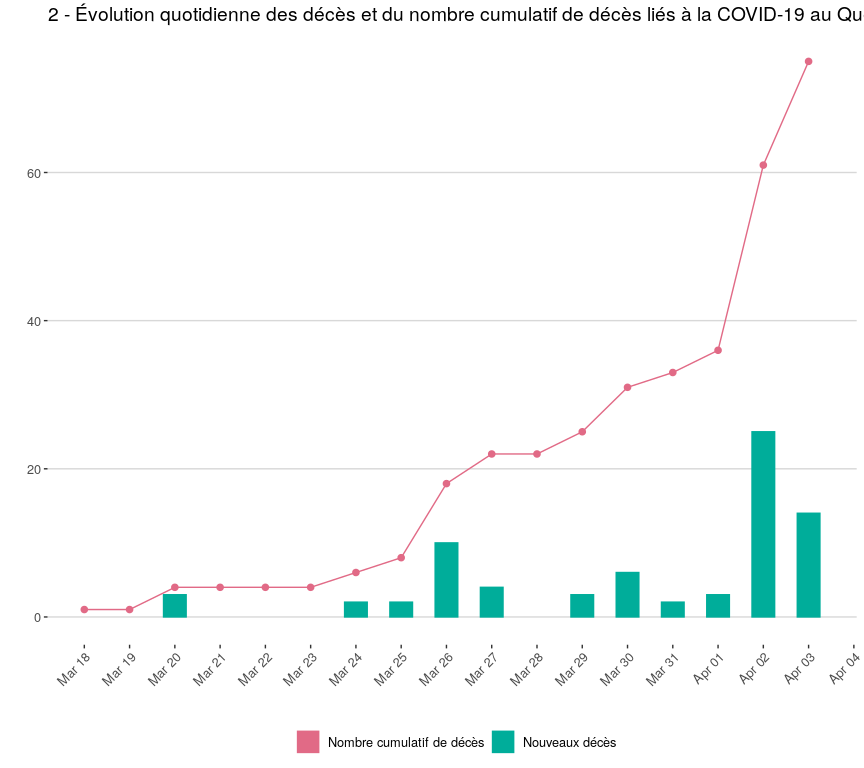 2 - Évolution quotidienne des décès et du nombre cumulatif de décès liés à la COVID-19 au Qu
60
40
20
0
Mar 18 Mar 19 Mar 20 Mar 21 Mar 22 Mar 23 Mar 24 Mar 25 Mar 26 Mar 27 Mar 28 Mar 29 Mar 30 Mar 31 Apr 01 Apr 02 Apr 03 Apr 04
Nombre cumulatif de décès Nouveaux décès